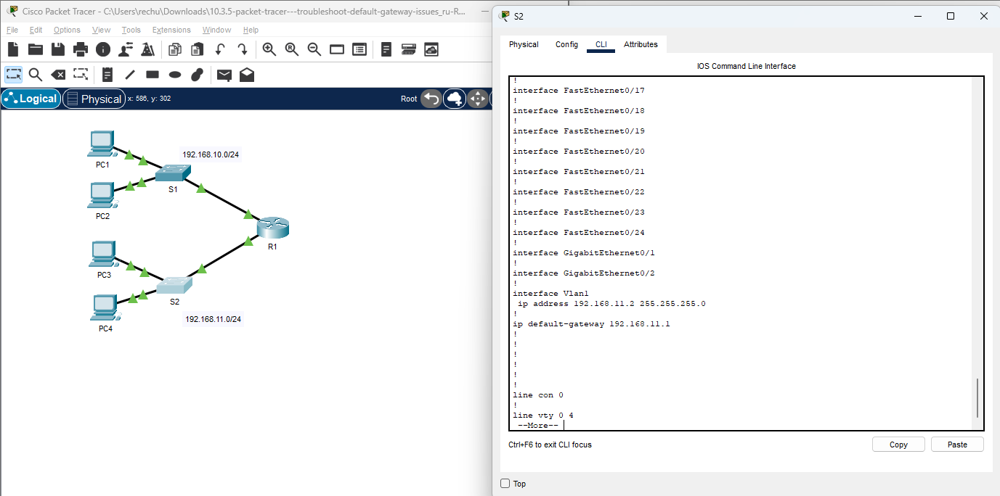 Cisco Packet Tracer - C:\Users\rechu\Downloads\10.3.5-packet-tracer---troubleshoot-default-gateway-issues_ru-R...
File Edit Options View Tools Extensions Window Help
Logical Physical x: 586, y: 302 Root
PC1
192.168.10.0/24
S1
PC2
R1
PC3
S2
192.168.11.0/24
PC4
S2
Physical Config CLI Attributes
IOS Command Line Interface
!
interface FastEthernet0/17
!
interface FastEthernet0/18
!
interface FastEthernet0/19
!
interface FastEthernet0/20
!
interface FastEthernet0/21
!
interface FastEthernet0/22
!
interface FastEthernet0/23
!
interface FastEthernet0/24
!
interface GigabitEthernet0/1
!
interface GigabitEthernet0/2
!
interface Vlan1
 ip address 192.168.11.2 255.255.255.0
!
ip default-gateway 192.168.11.1
!
!
!
!
!
!
line con 0
!
line vty 0 4
 --More--
Ctrl+F6 to exit CLI focus
Copy Paste
Top